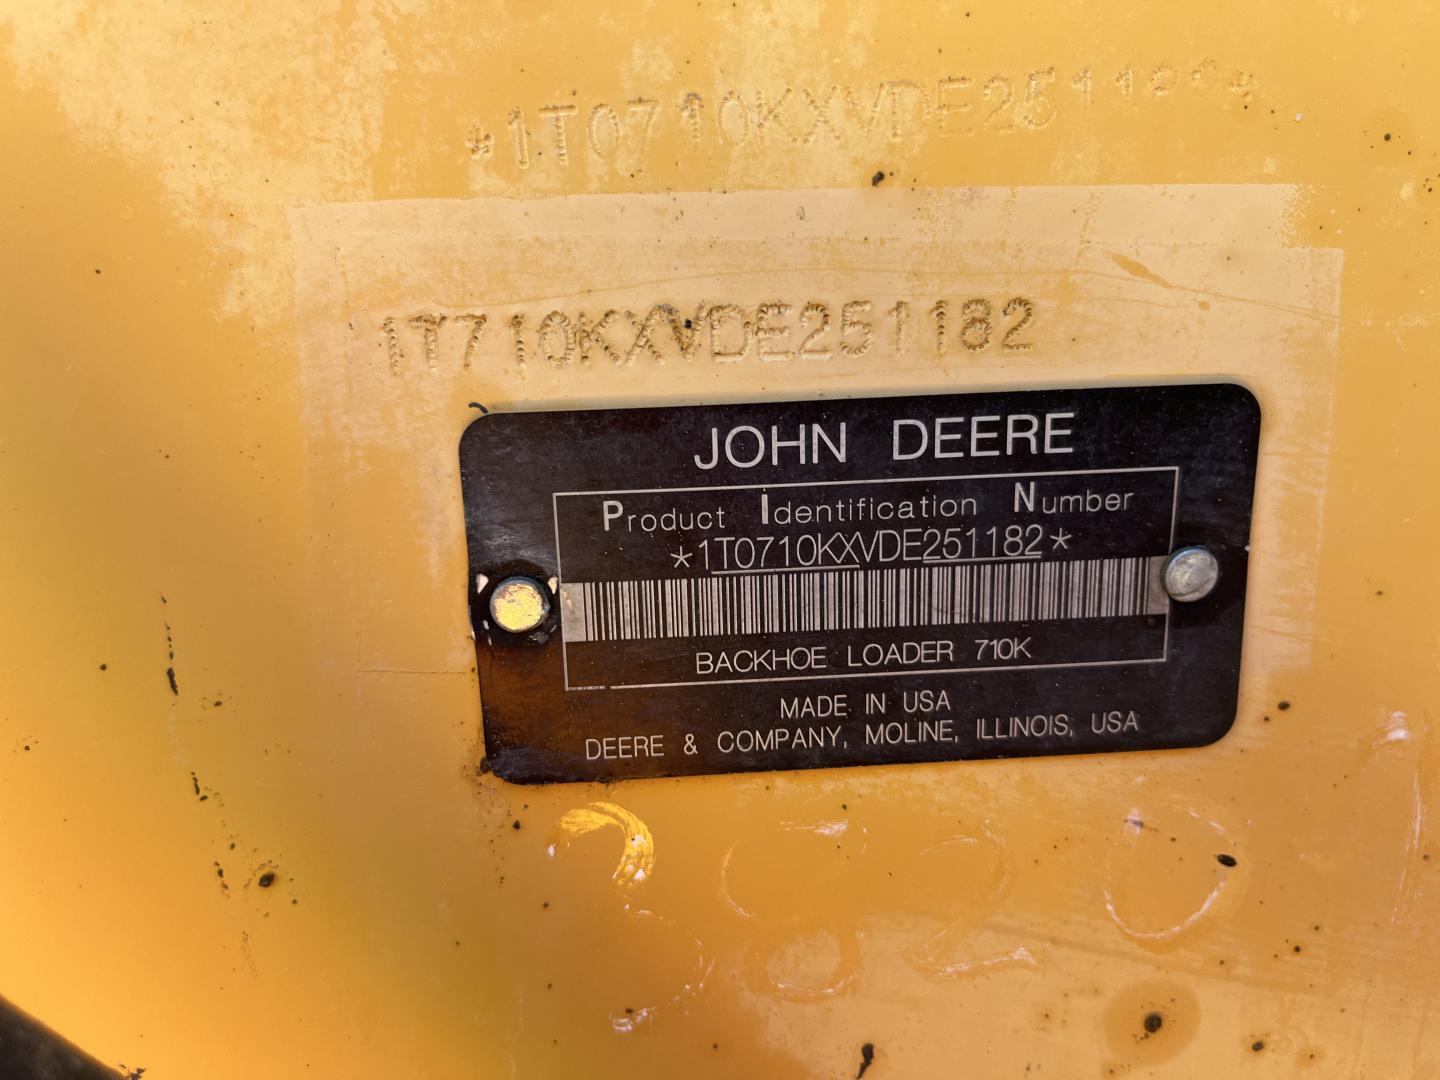 1T710KXVDE251182
JOHN DEERE
Product Identification Number
*1T0710KXVDE251182*
BACKHOE LOADER 710K
MADE IN USA
DEERE & COMPANY, MOLINE, ILLINOIS, USA